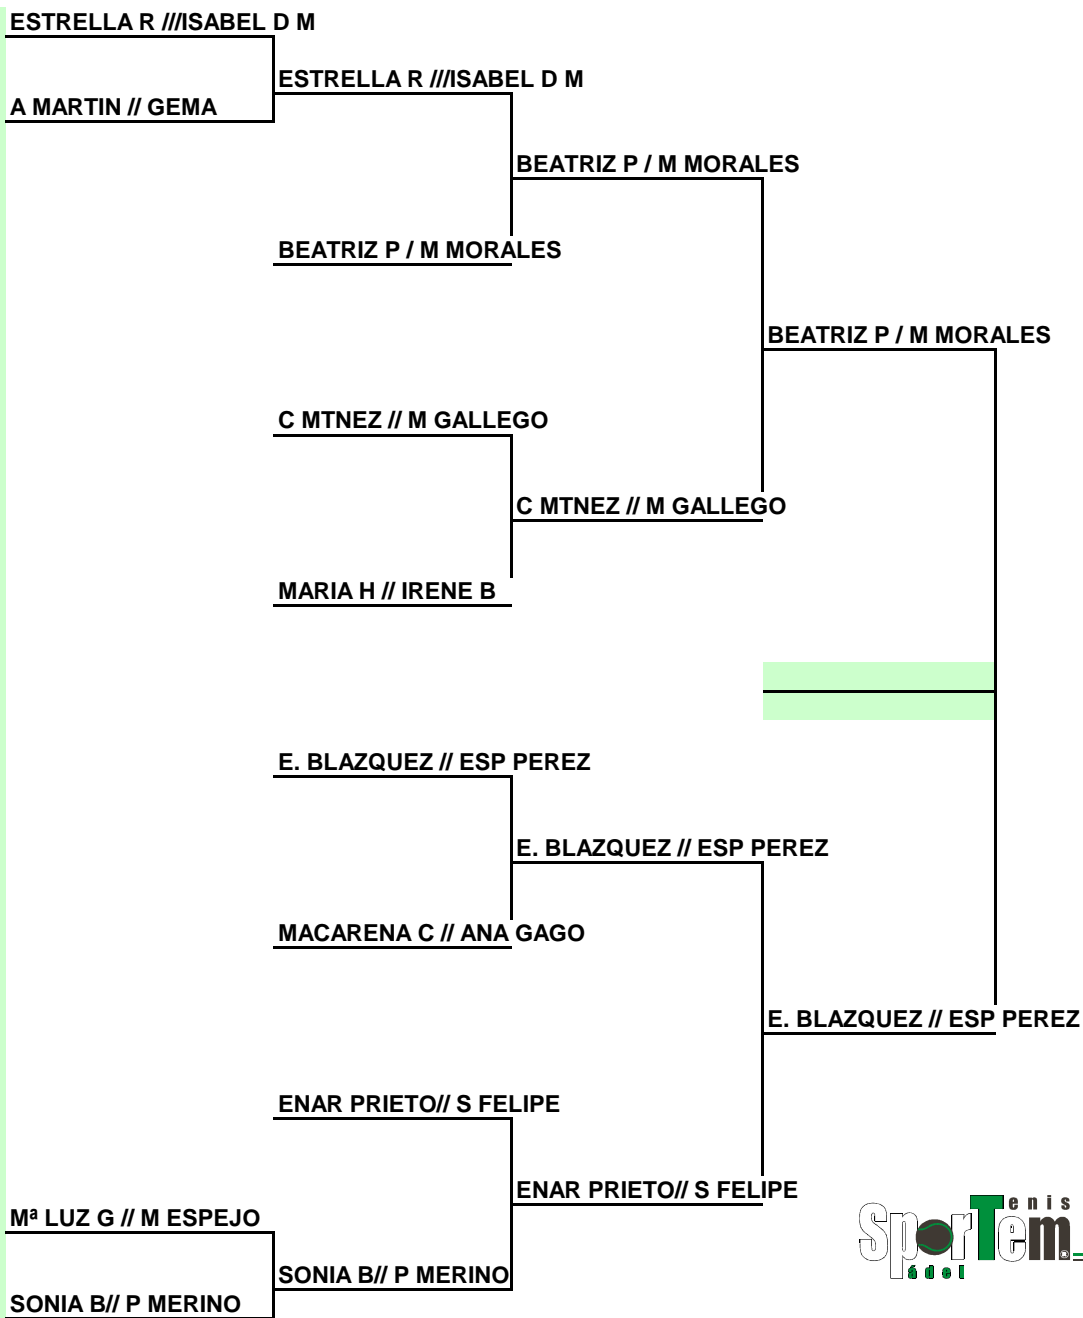 ESTRELLA R ///ISABEL D M
ESTRELLA R ///ISABEL D M
A MARTIN // GEMA
BEATRIZ P / M MORALES
BEATRIZ P / M MORALES
BEATRIZ P / M MORALES
C MTNEZ // M GALLEGO
C MTNEZ // M GALLEGO
MARIA H // IRENE B
E. BLAZQUEZ // ESP PEREZ
E. BLAZQUEZ // ESP PEREZ
MACARENA C // ANA GAGO
E. BLAZQUEZ // ESP PEREZ
ENAR PRIETO// S FELIPE
ENAR PRIETO// S FELIPE
Mª LUZ G // M ESPEJO
SONIA B// P MERINO
SONIA B// P MERINO
SporTem
enis
ádel
®